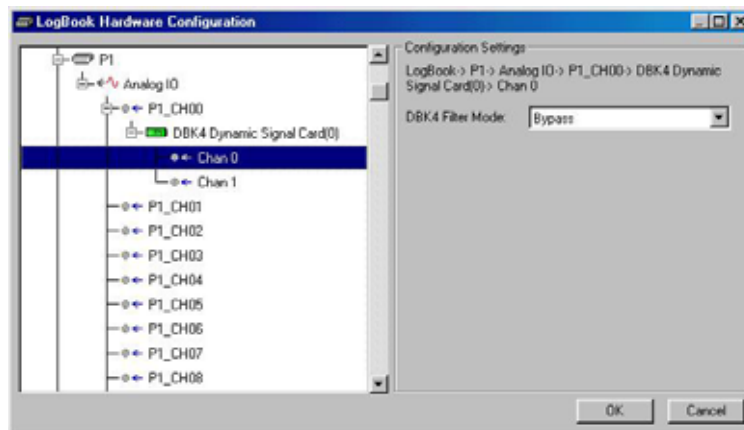 LogBook Hardware Configuration
P1
Analog IO
P1_CH00
DBK4 Dynamic Signal Card(0)
Chan 0
Chan 1
P1_CH01
P1_CH02
P1_CH03
P1_CH04
P1_CH05
P1_CH06
P1_CH07
P1_CH08
Configuration Settings
LogBook-> P1-> Analog IO-> P1_CH00-> DBK4 Dynamic
Signal Card(0)-> Chan 0
DBK4 Filter Mode: Bypass
OK Cancel